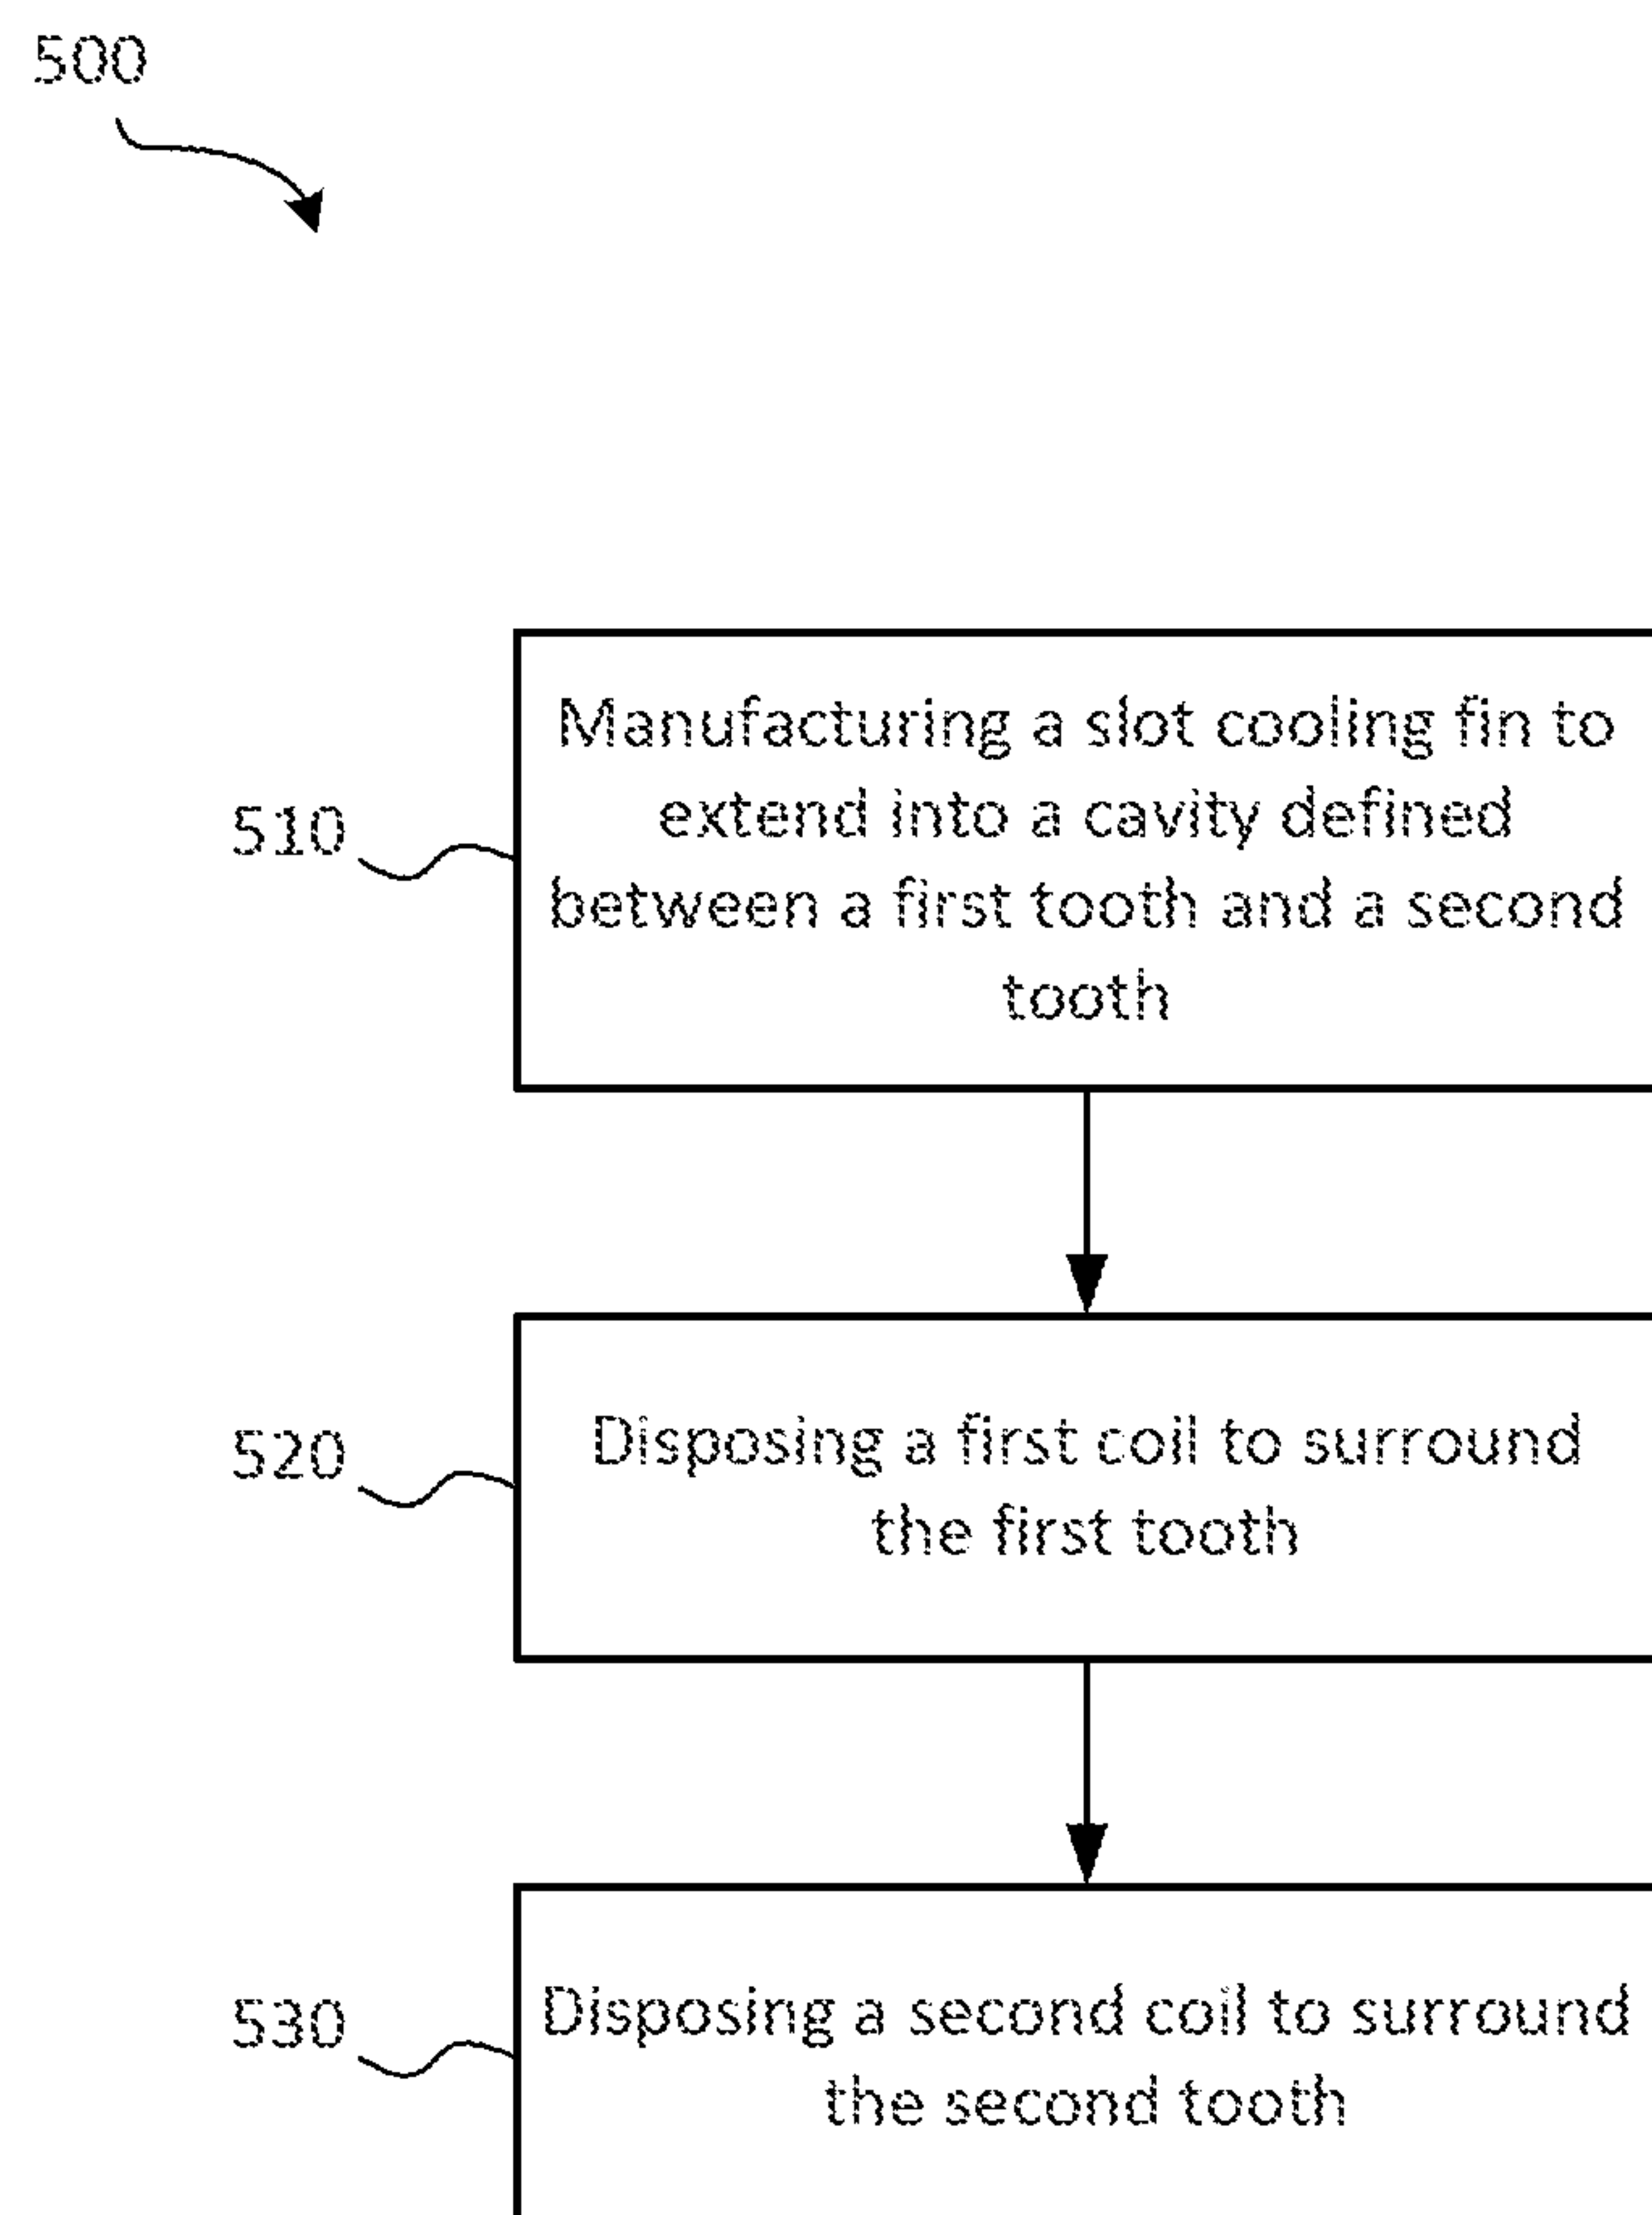 500
510
Manufacturing a slot cooling fin to
extend into a cavity defined
between a first tooth and a second
tooth
520
Disposing a first coil to surround
the first tooth
530
Disposing a second coil to surround
the second tooth